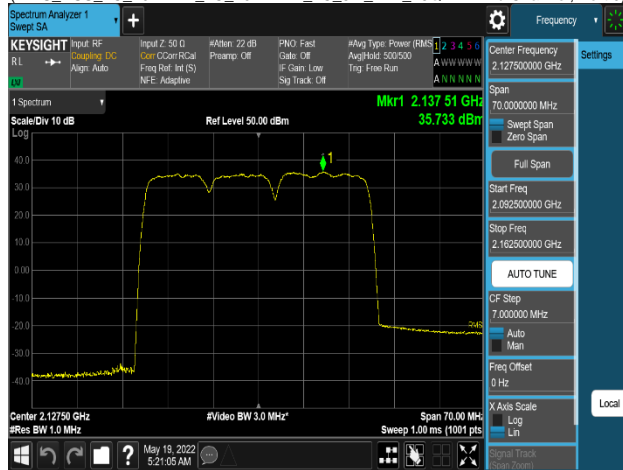 Spectrum Analyzer 1
Swept SA
Frequency
KEYSIGHT
RL
LV
Input: RF
Coupling: DC
Align: Auto
Input Z: 50 Ω
Corr CCorr RCal
Freq Ref: Int (S)
NFE: Adaptive
#Atten: 22 dB
Preamp: Off
PNO: Fast
Gate: Off
IF Gain: Low
Sig Track: Off
#Avg Type: Power (RMS
Avg|Hold: 500/500
Trig: Free Run
1 2 3 4 5 6
A W W W W W
A N N N N N
1 Spectrum
Scale/Div 10 dB
Ref Level 50.00 dBm
Mkr1 2.137 51 GHz
35.733 dBm
Log
40.0
30.0
20.0
10.0
0.00
-10.0
-20.0
-30.0
-40.0
1
RMS
Center 2.12750 GHz
#Res BW 1.0 MHz
#Video BW 3.0 MHz*
Span 70.00 MHz
Sweep 1.00 ms (1001 pts
Center Frequency
2.127500000 GHz
Settings
Span
70.0000000 MHz
Swept Span
Zero Span
Full Span
Start Freq
2.092500000 GHz
Stop Freq
2.162500000 GHz
AUTO TUNE
CF Step
7.000000 MHz
Auto
Man
Freq Offset
0 Hz
X Axis Scale
Log
Lin
Local
Signal Track
(Span Zoom)
May 19, 2022
5:21:05 AM
?